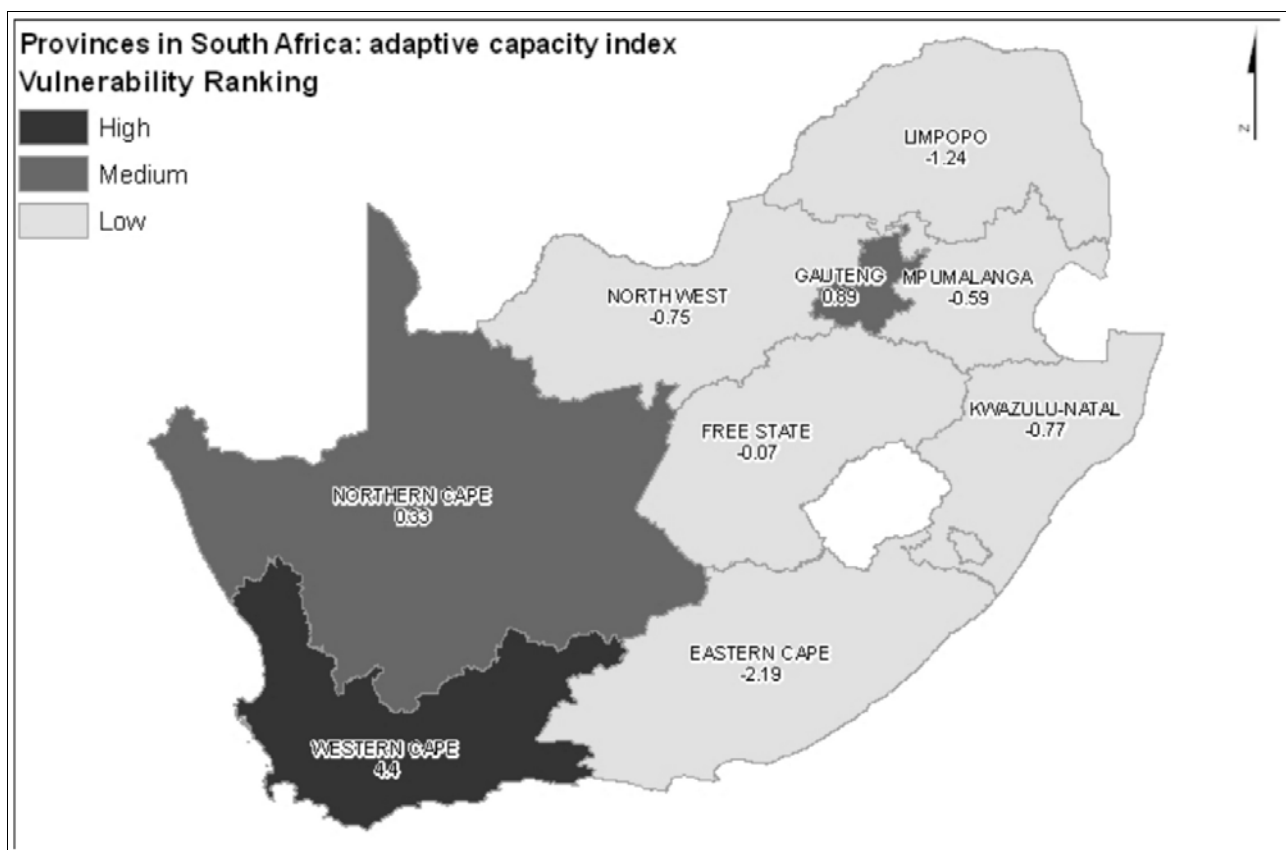 Provinces in South Africa: adaptive capacity index
Vulnerability Ranking
High
Medium
Low
N
LIMPOPO
-1.24
GAUTENG
0.89
MPUMALANGA
-0.59
NORTH WEST
-0.75
KWAZULU-NATAL
-0.77
FREE STATE
-0.07
NORTHERN CAPE
0.33
EASTERN CAPE
-2.19
WESTERN CAPE
4.4